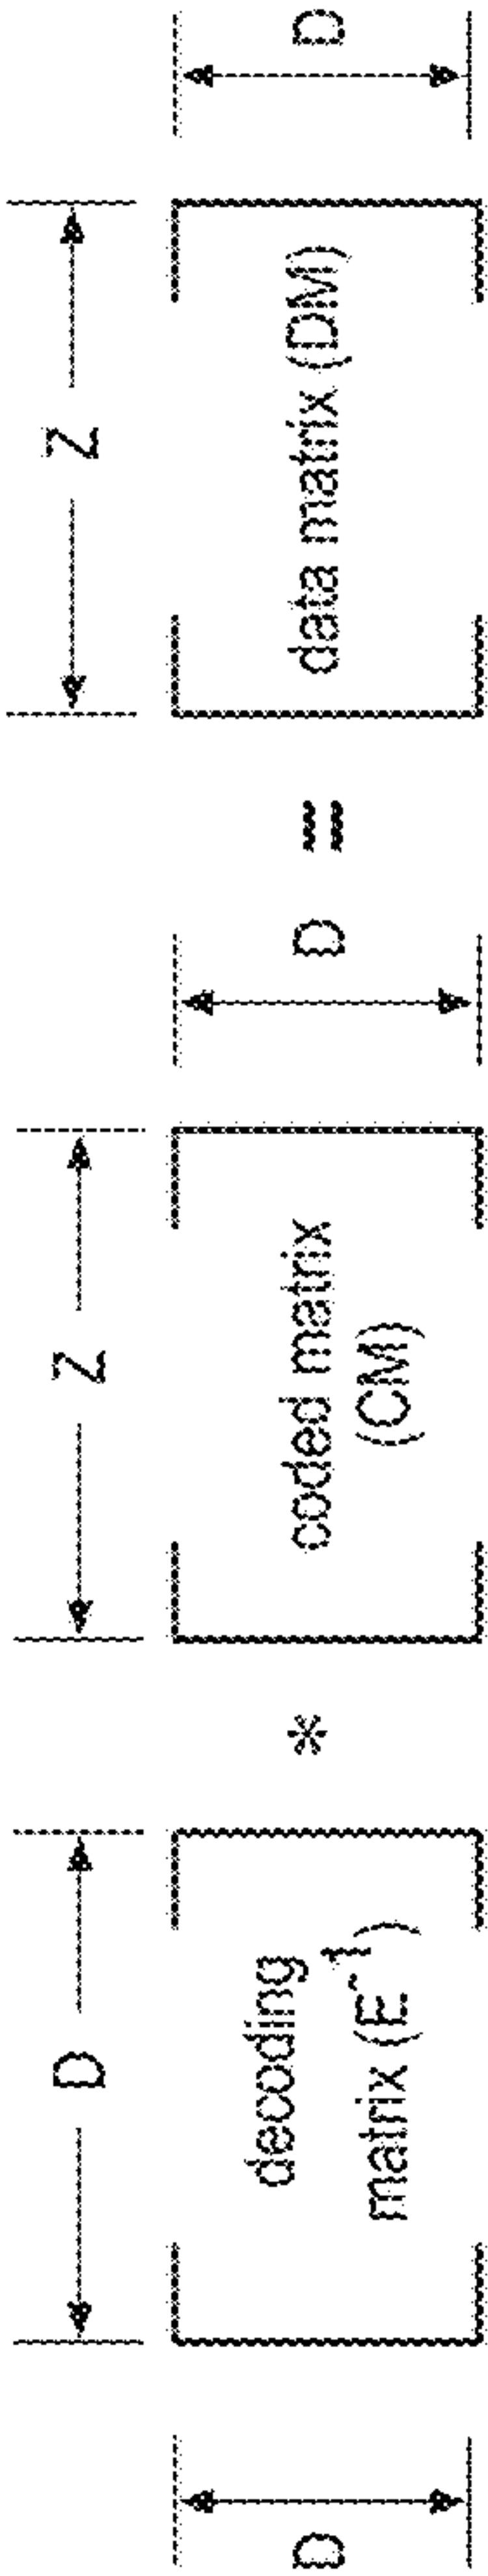 D
D
decoding
matrix (E⁻¹)
*
Z
coded matrix
(CM)
D
=
Z
data matrix (DM)
D